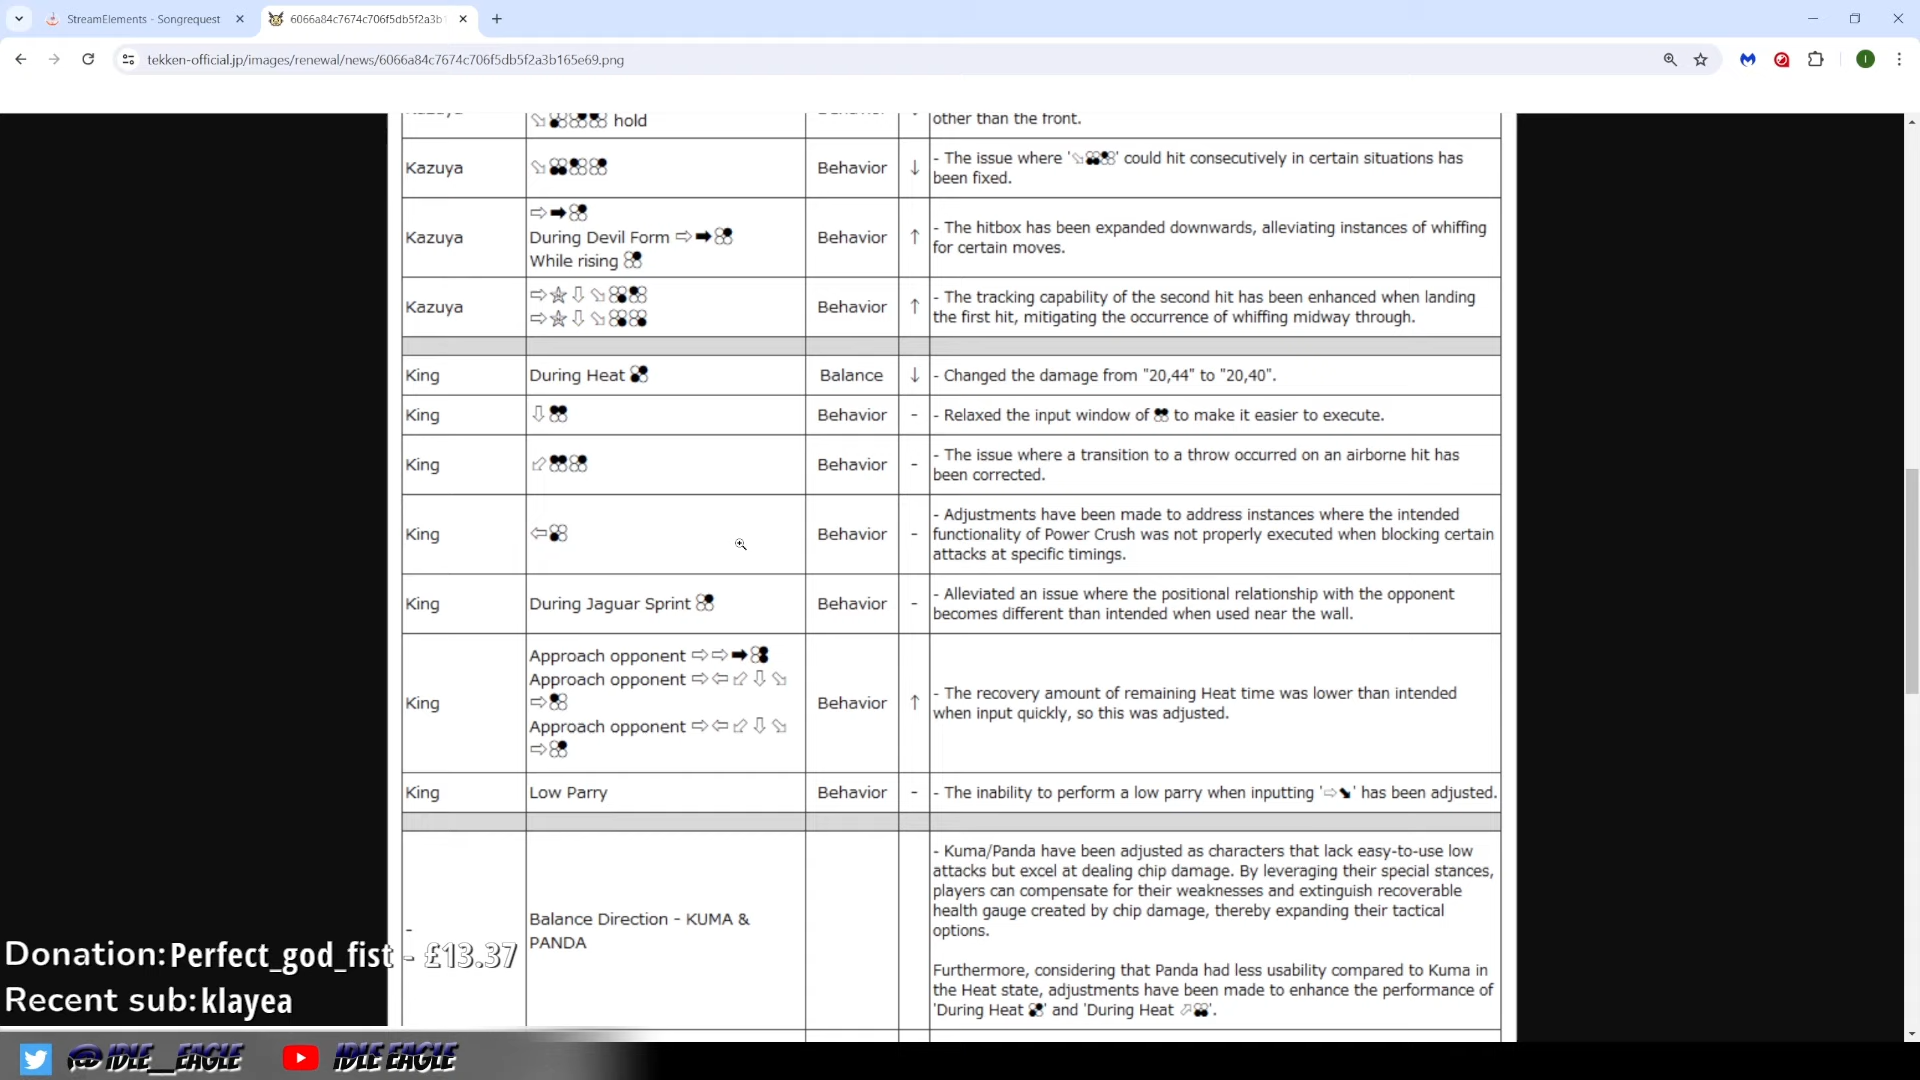 StreamElements - Songrequest
6066a84c7674c706f5db5f2a3b1
tekken-official.jp/images/renewal/news/6066a84c7674c706f5db5f2a3b165e69.png
hold
other than the front.
Kazuya
Behavior
↓
- The issue where '↘' could hit consecutively in certain situations has
been fixed.
Kazuya
⇨➡
During Devil Form ⇨➡
While rising
Behavior
↑
- The hitbox has been expanded downwards, alleviating instances of whiffing
for certain moves.
Kazuya
⇨☆⇩⬂
⇨☆⇩⬂
Behavior
↑
- The tracking capability of the second hit has been enhanced when landing
the first hit, mitigating the occurrence of whiffing midway through.
King
During Heat
Balance
↓
- Changed the damage from "20,44" to "20,40".
King
⇩
Behavior
-
- Relaxed the input window of to make it easier to execute.
King
Behavior
-
- The issue where a transition to a throw occurred on an airborne hit has
been corrected.
King
⇦
Behavior
-
- Adjustments have been made to address instances where the intended
functionality of Power Crush was not properly executed when blocking certain
attacks at specific timings.
King
During Jaguar Sprint
Behavior
-
- Alleviated an issue where the positional relationship with the opponent
becomes different than intended when used near the wall.
King
Approach opponent ⇨⇨➡
Approach opponent ⇨⇦⬃⇩⬂
⇨
Approach opponent ⇨⇦⬃⇩⬂
⇨
Behavior
↑
- The recovery amount of remaining Heat time was lower than intended
when input quickly, so this was adjusted.
King
Low Parry
Behavior
-
- The inability to perform a low parry when inputting '⇨⬊' has been adjusted.
-
Balance Direction - KUMA &
PANDA
- Kuma/Panda have been adjusted as characters that lack easy-to-use low
attacks but excel at dealing chip damage. By leveraging their special stances,
players can compensate for their weaknesses and extinguish recoverable
health gauge created by chip damage, thereby expanding their tactical
options.
Furthermore, considering that Panda had less usability compared to Kuma in
the Heat state, adjustments have been made to enhance the performance of
'During Heat ' and 'During Heat ⬀'.
Donation: Perfect_god_fist - £13.37
Recent sub: klayea
IDLE__EAGLE
IDLE EAGLE